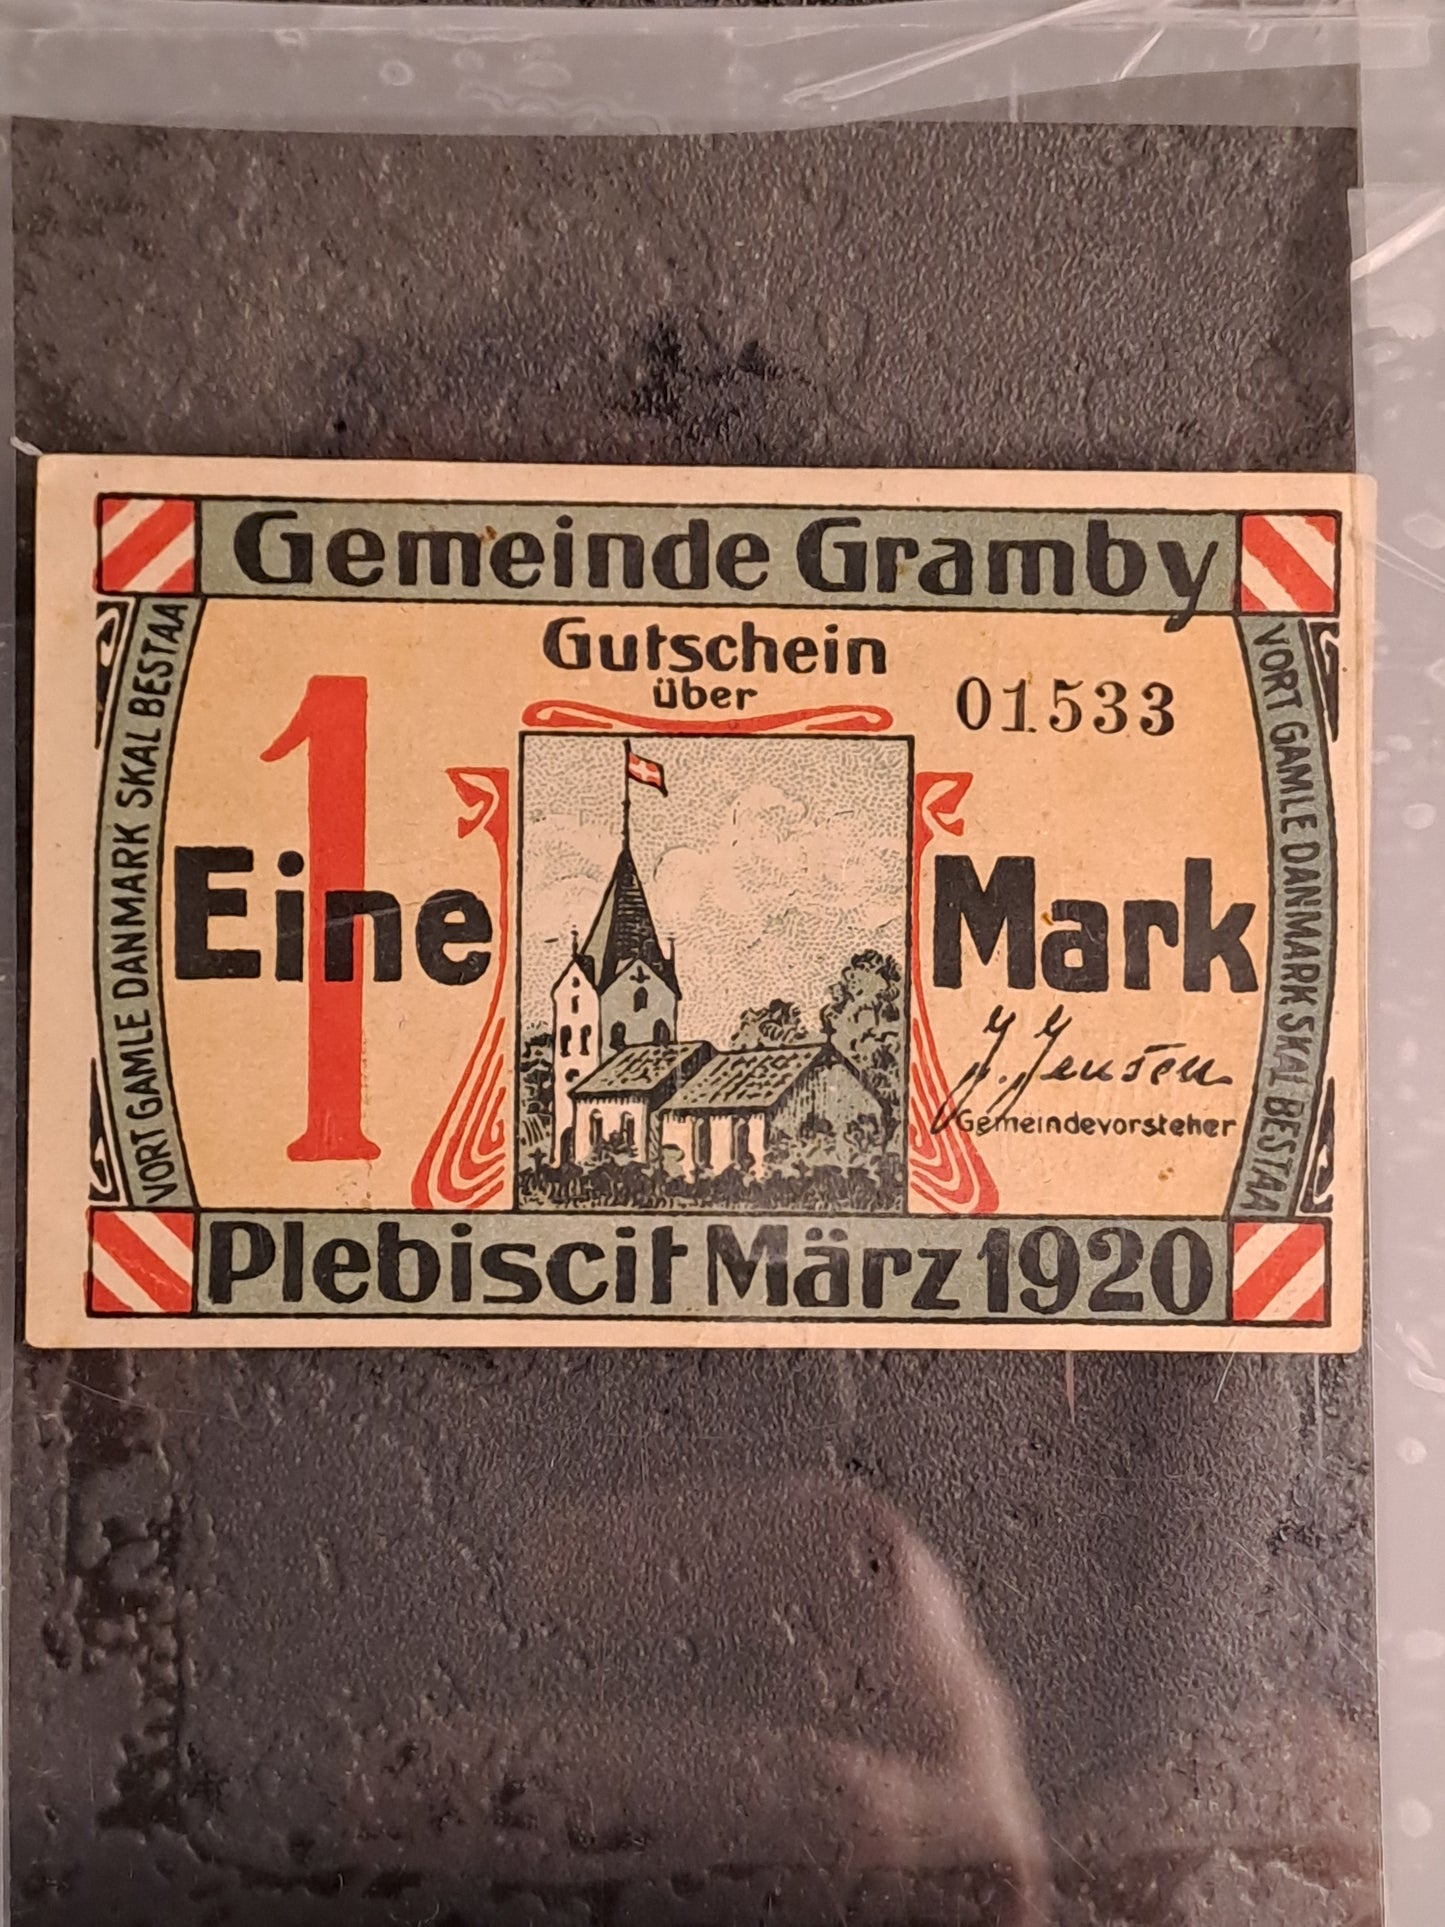 Gemeinde Gramby
Gutschein
über
01533
1
Eine Mark
J. Jensen
Gemeindevorsteher
VORT GAMLE DANMARK SKAL BESTAA
VORT GAMLE DANMARK SKAL BESTAA
Plebiscit März 1920